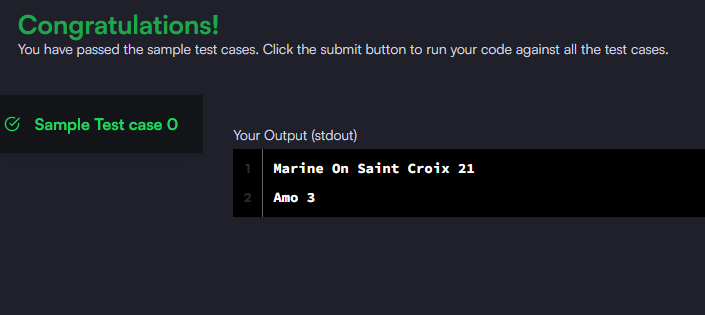 Congratulations!
You have passed the sample test cases. Click the submit button to run your code against all the test cases.
Sample Test case 0
Your Output (stdout)
1 Marine On Saint Croix 21
2 Amo 3